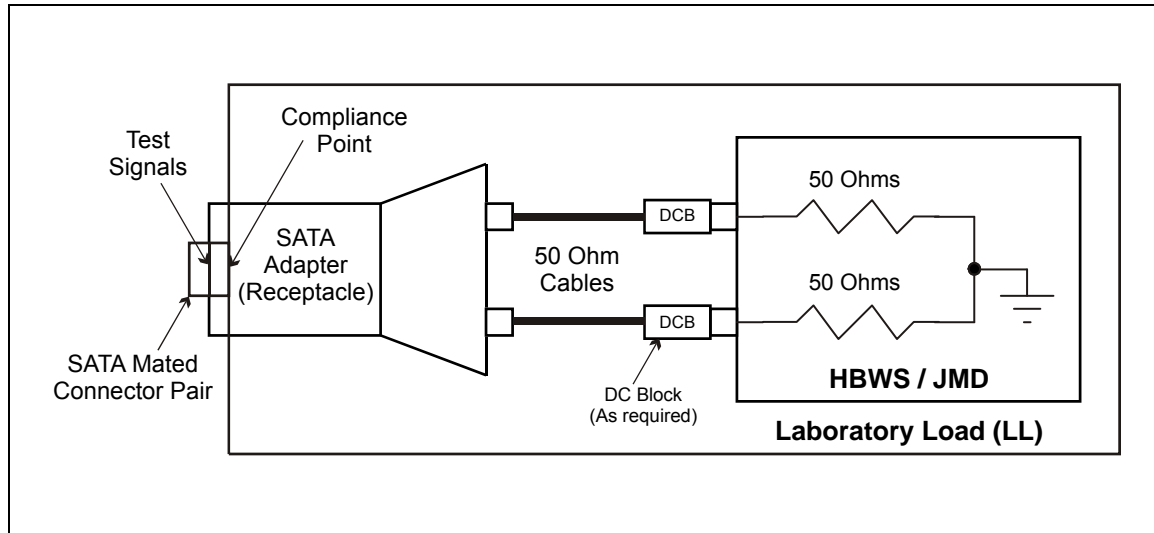 Test
Signals
Compliance
Point
SATA
Adapter
(Receptacle)
SATA Mated
Connector Pair
50 Ohm
Cables
DCB
DCB
DC Block
(As required)
50 Ohms
50 Ohms
HBWS / JMD
Laboratory Load (LL)